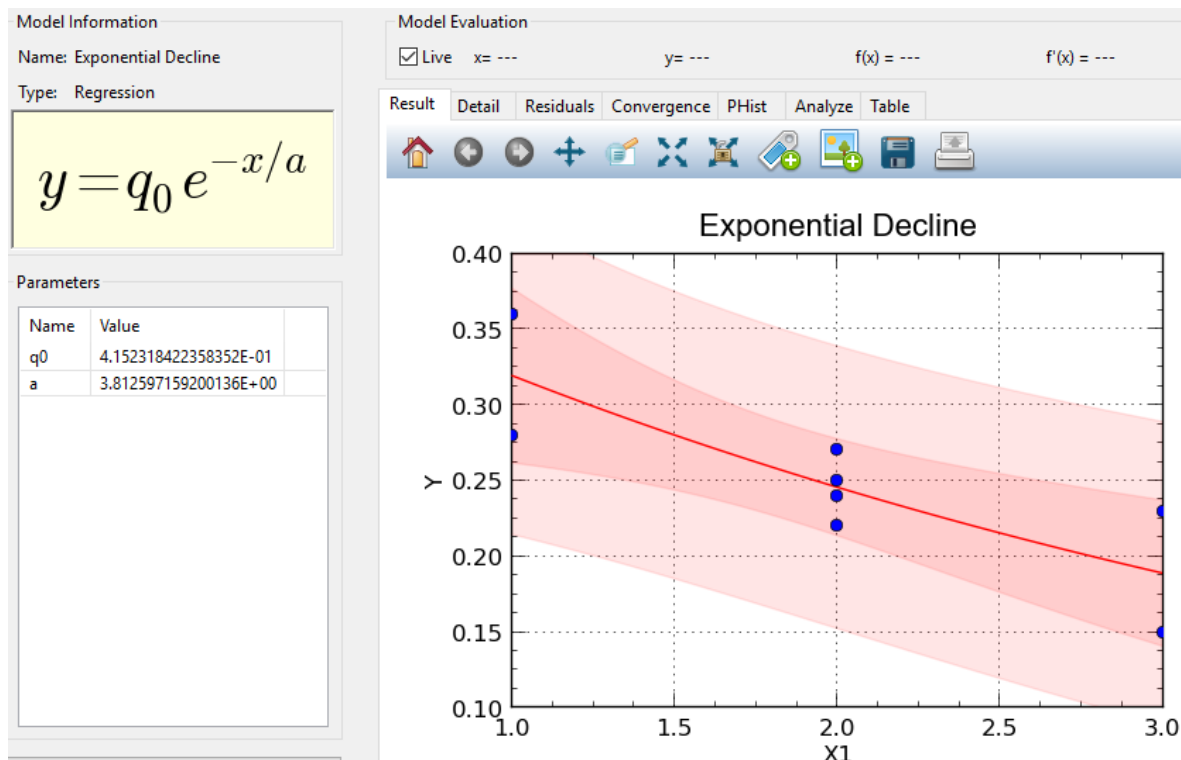 Model Information
Name: Exponential Decline
Type: Regression
y=q₀ e^{-x/a}
Parameters
Name Value
q0 4.152318422358352E-01
a 3.812597159200136E+00
Model Evaluation
Live x= --- y= --- f(x) = --- f'(x) = ---
Result Detail Residuals Convergence PHist Analyze Table
Exponential Decline
0.40
0.35
0.30
0.25
0.20
0.15
0.10
Y
1.0 1.5 2.0 2.5 3.0
X1